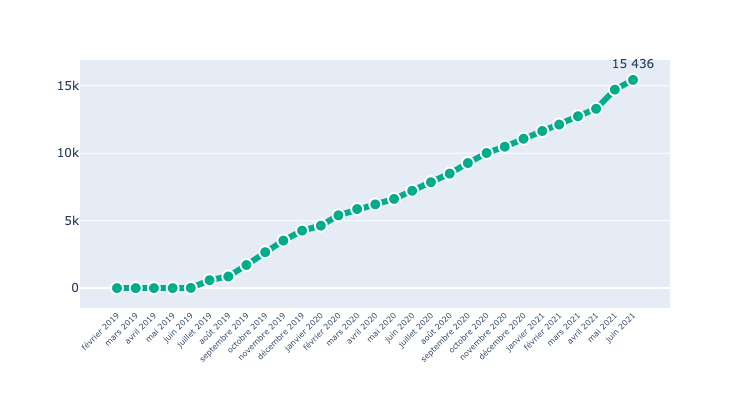 15 436
15k
10k
5k
0
février 2019
mars 2019
avril 2019
mai 2019
juin 2019
juillet 2019
août 2019
septembre 2019
octobre 2019
novembre 2019
décembre 2019
janvier 2020
février 2020
mars 2020
avril 2020
mai 2020
juin 2020
juillet 2020
août 2020
septembre 2020
octobre 2020
novembre 2020
décembre 2020
janvier 2021
février 2021
mars 2021
avril 2021
mai 2021
juin 2021